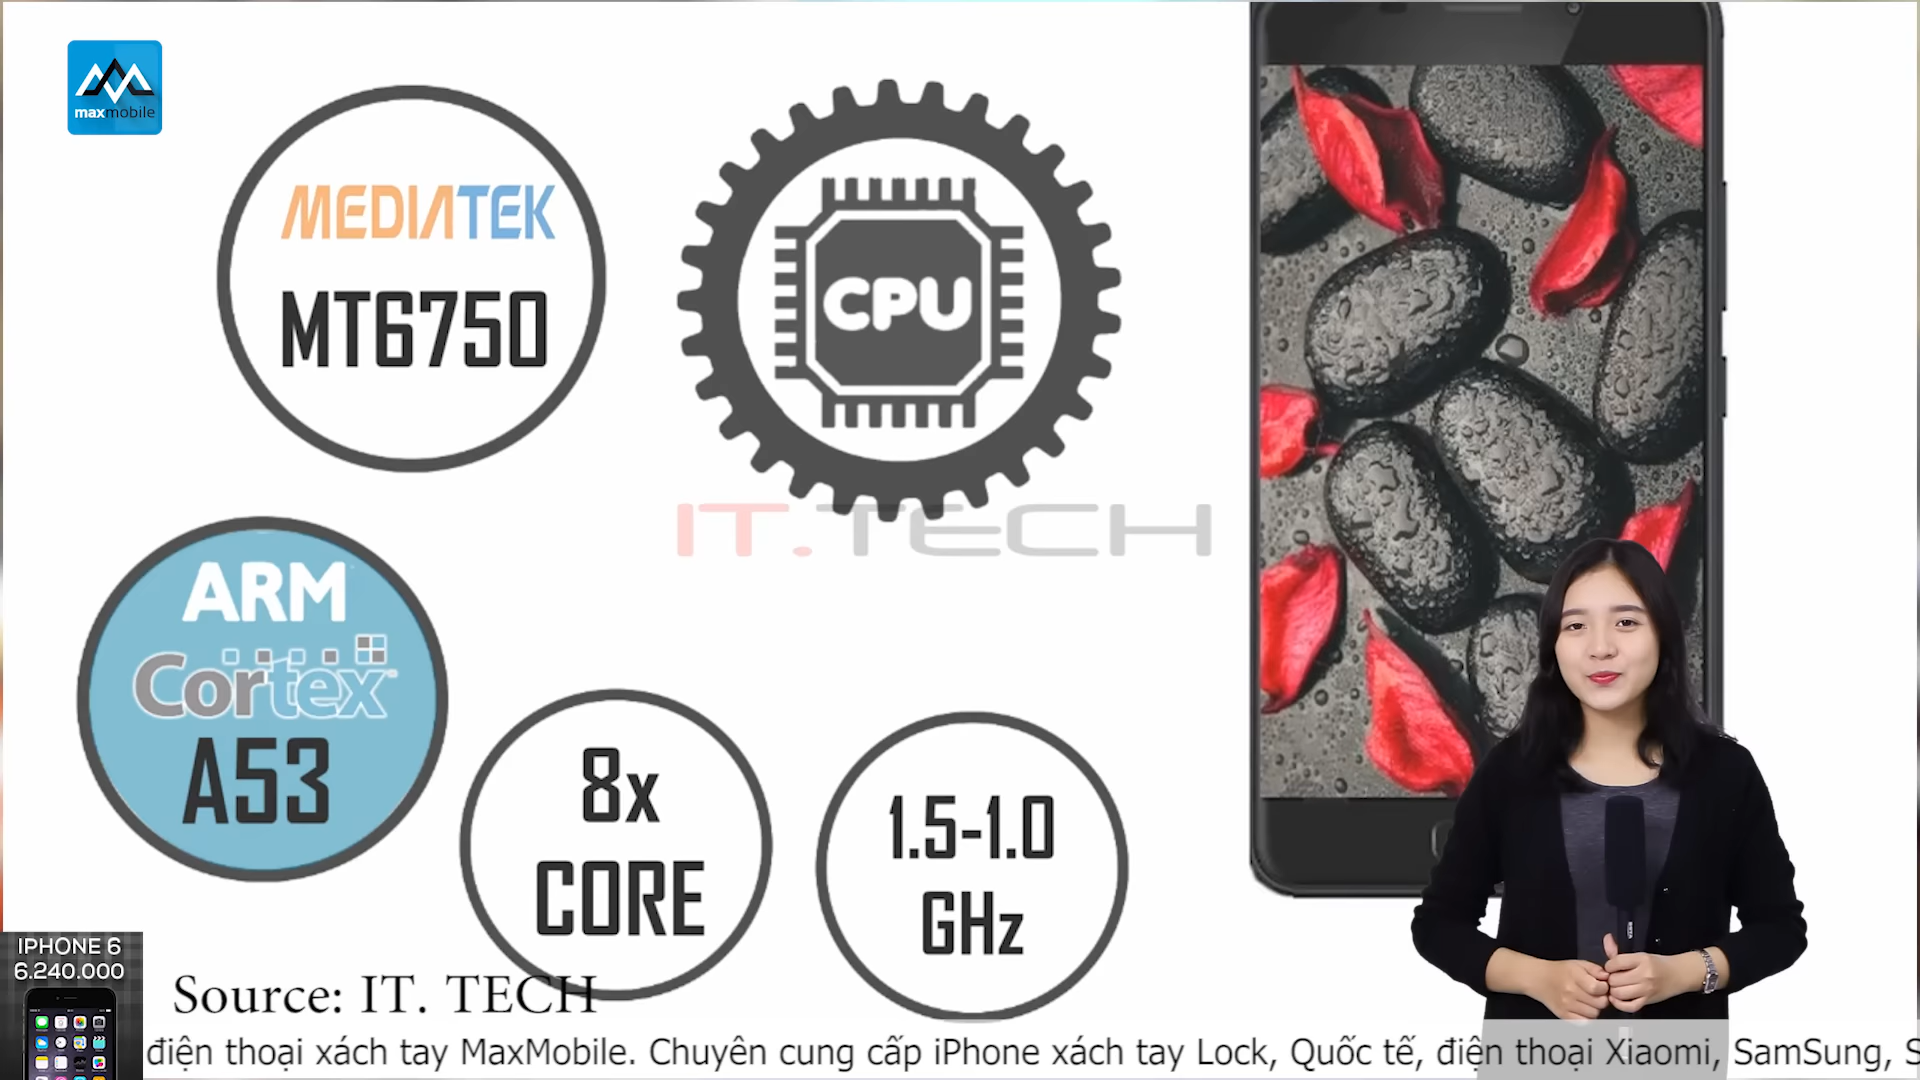 maxmobile
MEDIATEK
MT6750
CPU
IT.TECH
ARM
Cortex
A53
8x
CORE
1.5-1.0
GHz
IPHONE 6
6.240.000
Source: IT. TECH
điện thoại xách tay MaxMobile. Chuyên cung cấp iPhone xách tay Lock, Quốc tế, điện thoại Xiaomi, SamSung, S